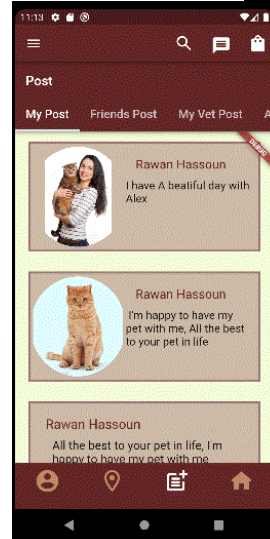 11:13
Post
My Post Friends Post My Vet Post A
DEBUG
Rawan Hassoun
I have A beatiful day with
Alex
Rawan Hassoun
I'm happy to have my
pet with me, All the best
to your pet in life
Rawan Hassoun
All the best to your pet in life, I'm
happy to have my pet with me